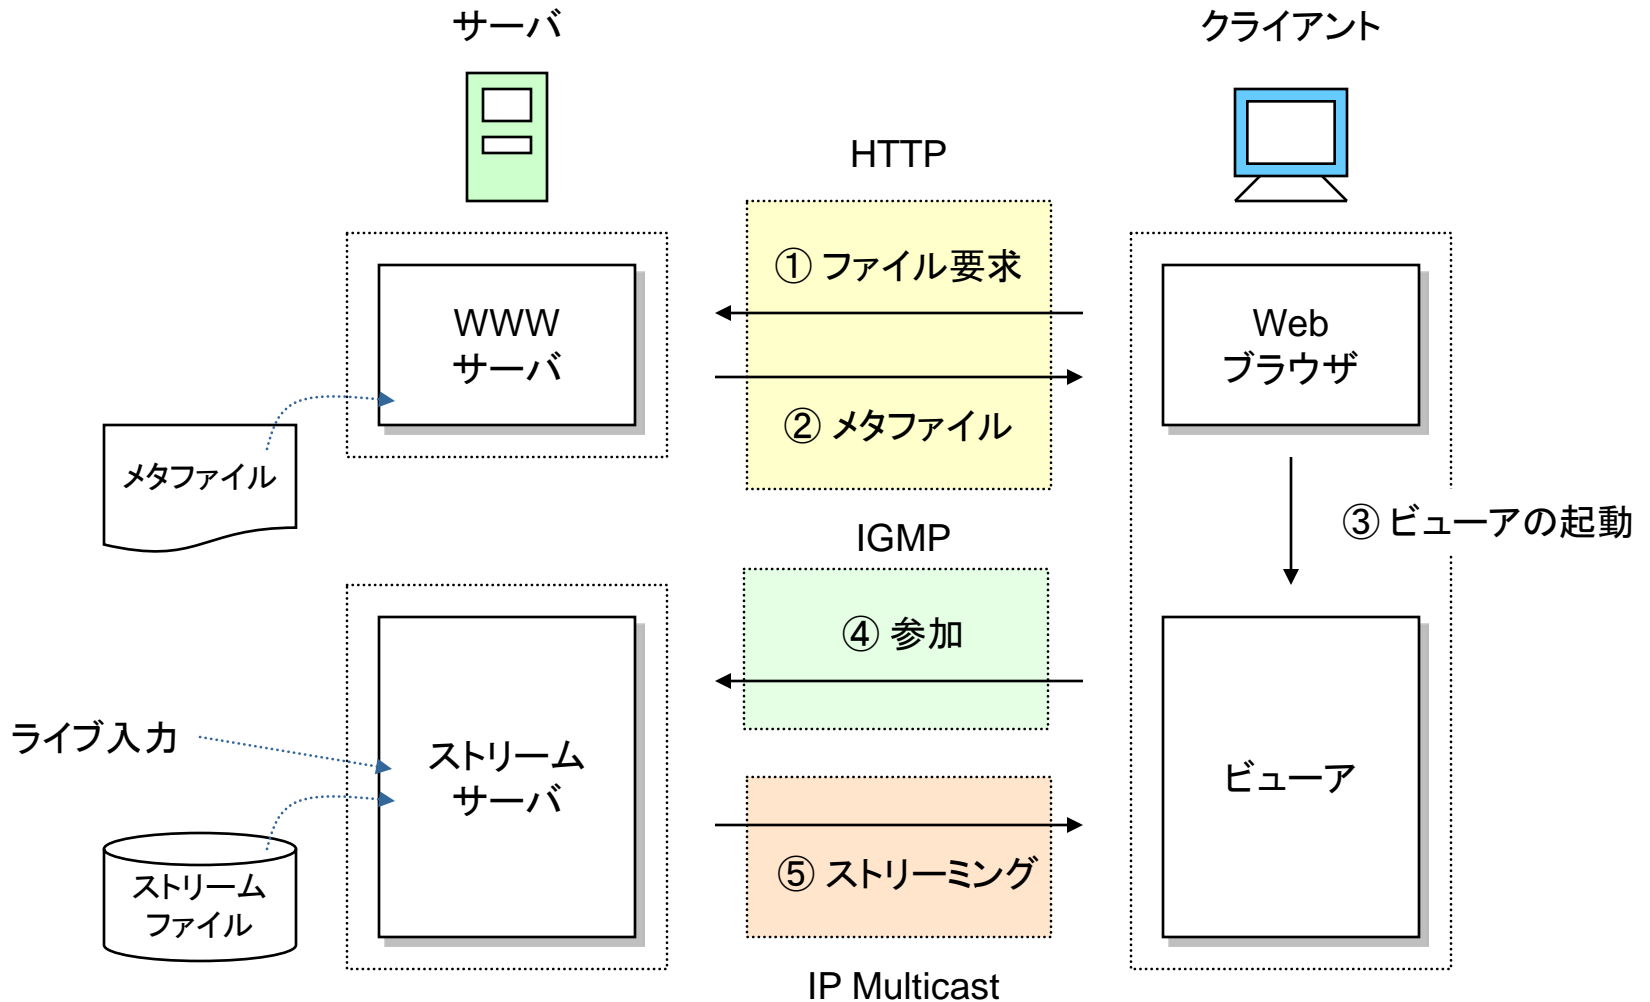 サーバ
クライアント
HTTP
① ファイル要求
WWW
サーバ
Web
ブラウザ
② メタファイル
メタファイル
③ ビューアの起動
IGMP
④ 参加
ライブ入力
ストリーム
サーバ
ビューア
⑤ ストリーミング
ストリーム
ファイル
IP Multicast